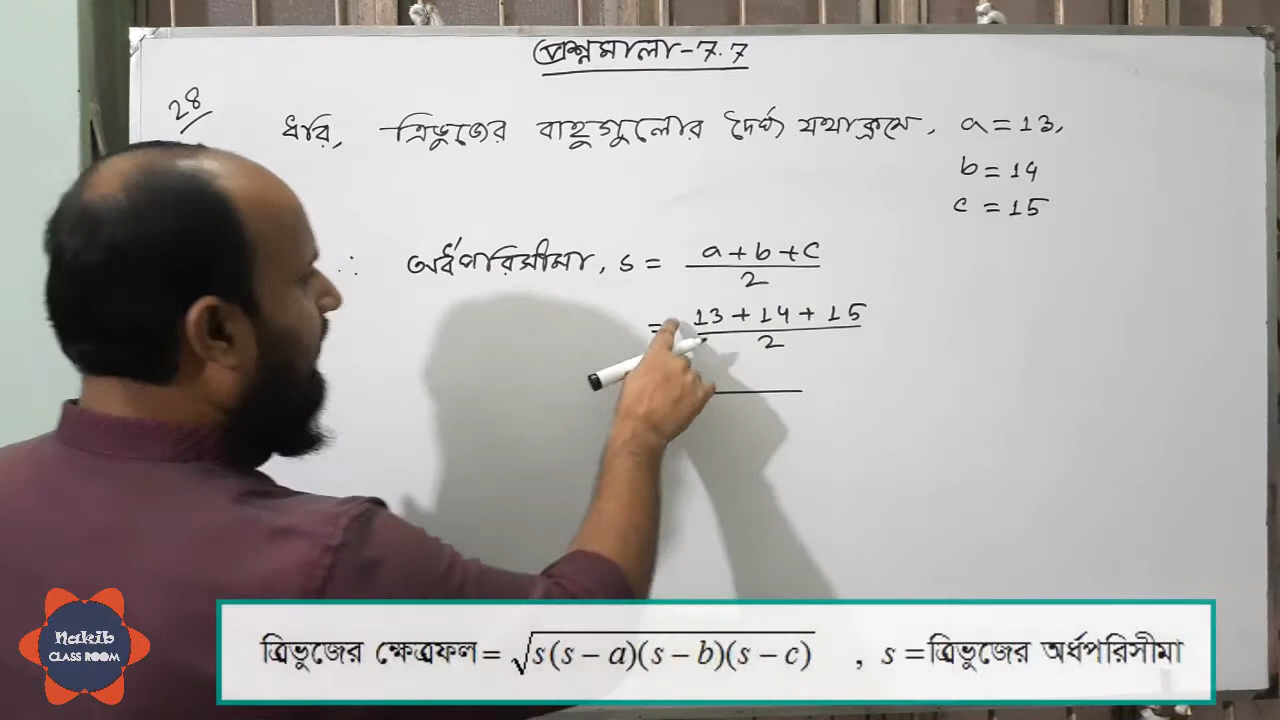 প্রশ্নমালা-7.7
28
ধরি, ত্রিভুজের বাহুগুলোর দৈর্ঘ্য যথাক্রমে, a = 13,
b = 14
c = 15
∴ অর্ধপরিসীমা, s = a + b + c / 2
= 13 + 14 + 15 / 2
Nakib
CLASS ROOM
ত্রিভুজের ক্ষেত্রফল = √s(s − a)(s − b)(s − c) , s = ত্রিভুজের অর্ধপরিসীমা